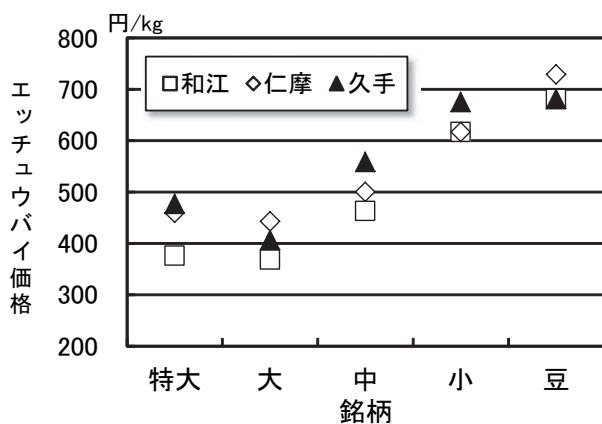 円/kg
800
700
600
500
400
300
200
エッチュウバイ価格
□和江 ◇仁摩 ▲久手
特大 大 中 小 豆
銘柄